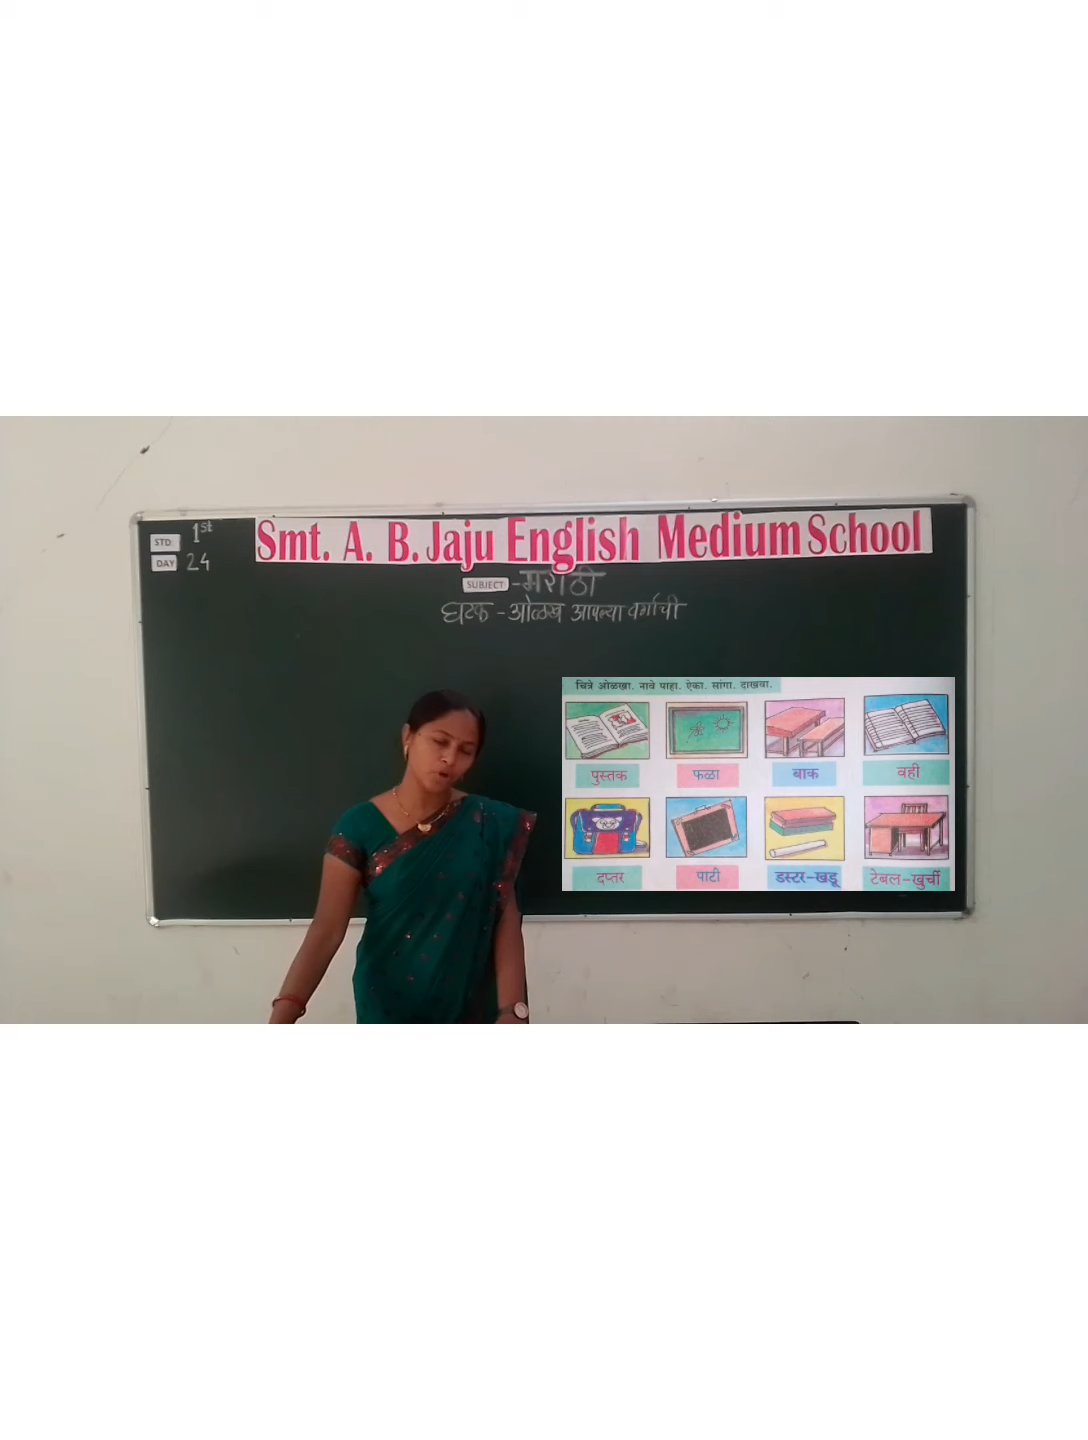 STD: 1st
Smt. A. B. Jaju English Medium School
DAY 24
SUBJECT - मराठी
घटक - ओळख आपल्या वर्गाची
चित्रे ओळखा. नावे पाहा. ऐका. सांगा. दाखवा.
पुस्तक फळा बाक वही
दप्तर पाटी डस्टर-खडू टेबल-खुर्ची